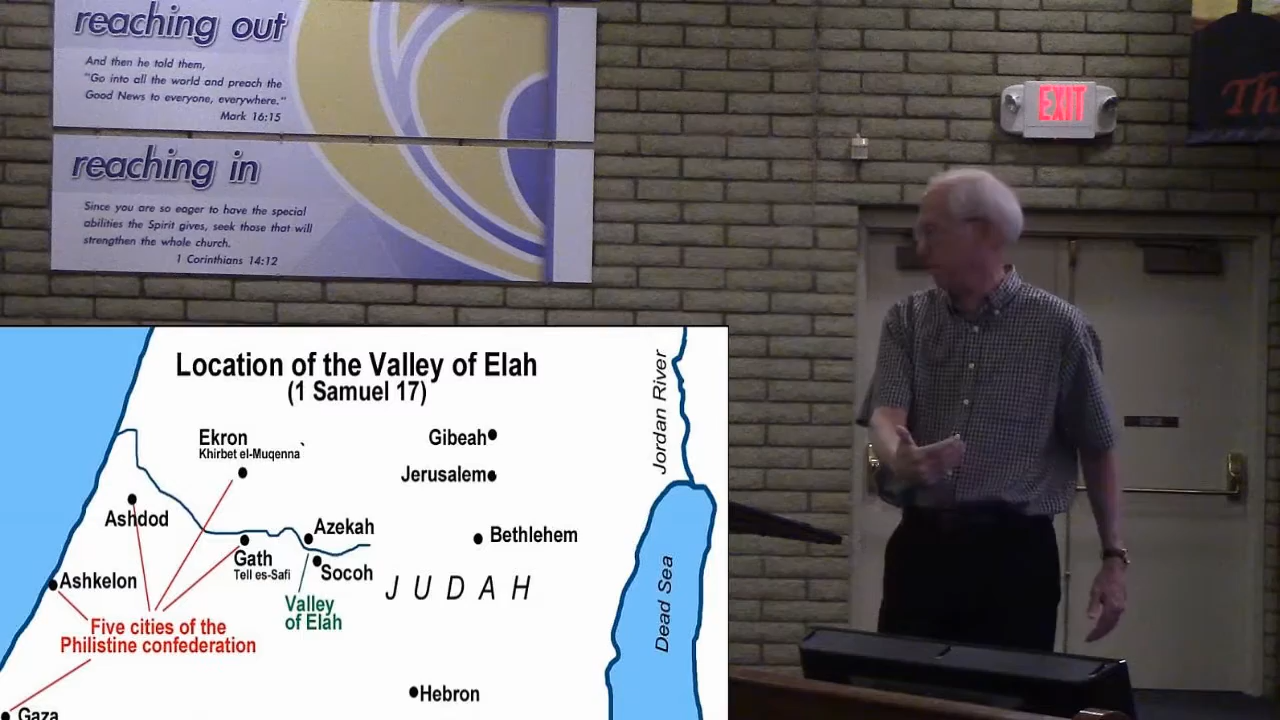 reaching out
And then he told them,
"Go into all the world and preach the
Good News to everyone, everywhere."
Mark 16:15
reaching in
Since you are so eager to have the special
abilities the Spirit gives, seek those that will
strengthen the whole church.
1 Corinthians 14:12
EXIT
Th
Location of the Valley of Elah
(1 Samuel 17)
Jordan River
Ekron
Khirbet el-Muqenna`
Gibeah
Jerusalem
Ashdod
Azekah
Bethlehem
Gath
Tell es-Safi
Socoh
Ashkelon
JUDAH
Dead Sea
Valley
of Elah
Five cities of the
Philistine confederation
Hebron
Gaza